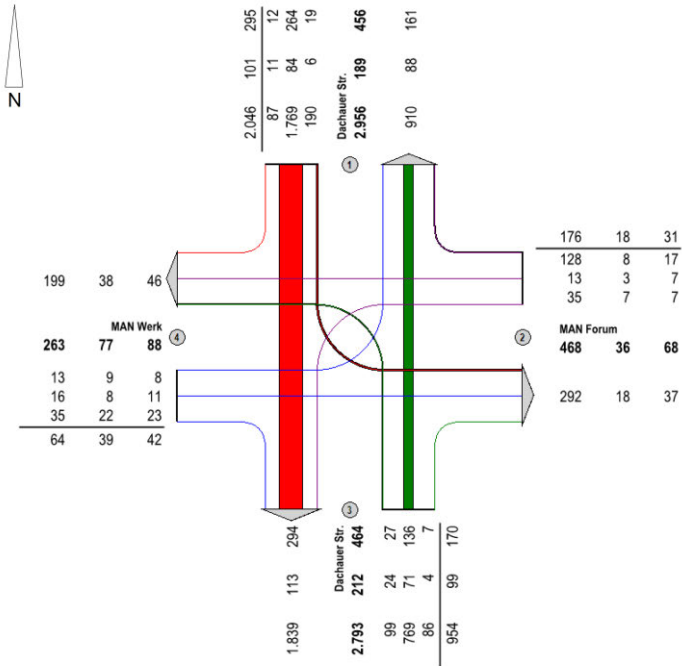 2.046 101 295
87 11 12
1.769 84 264
190 6 19
Dachauer Str.
2.956 189 456
910 88 161
N
1
176 18 31
128 8 17
13 3 7
35 7 7
MAN Forum
2
468 36 68
292 18 37
199 38 46
MAN Werk
263 77 88
4
13 9 8
16 8 11
35 22 23
64 39 42
3
1.839 113 294
Dachauer Str.
2.793 212 464
99 24 27
769 71 136
86 4 7
954 99 170